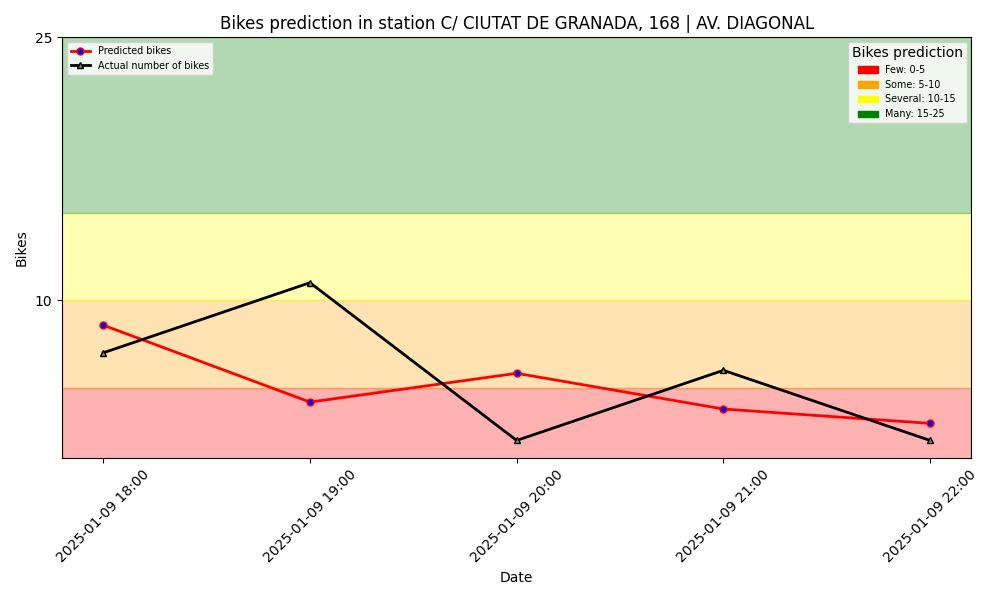 Bikes prediction in station C/ CIUTAT DE GRANADA, 168 | AV. DIAGONAL
Predicted bikes
Actual number of bikes
Bikes prediction
Few: 0-5
Some: 5-10
Several: 10-15
Many: 15-25
25
10
Bikes
2025-01-09 18:00
2025-01-09 19:00
2025-01-09 20:00
2025-01-09 21:00
2025-01-09 22:00
Date